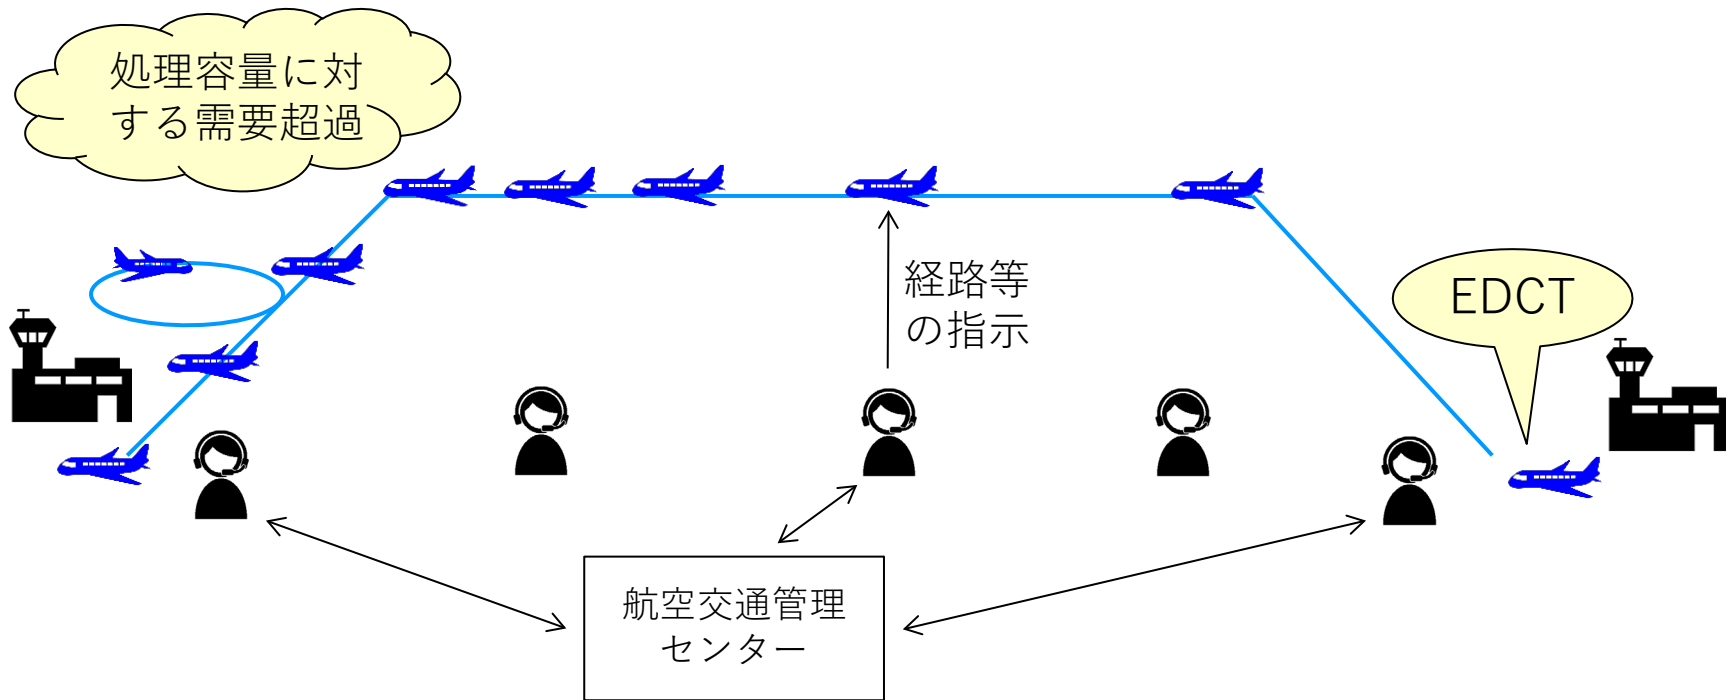 処理容量に対
する需要超過
経路等
の指示
EDCT
航空交通管理
センター